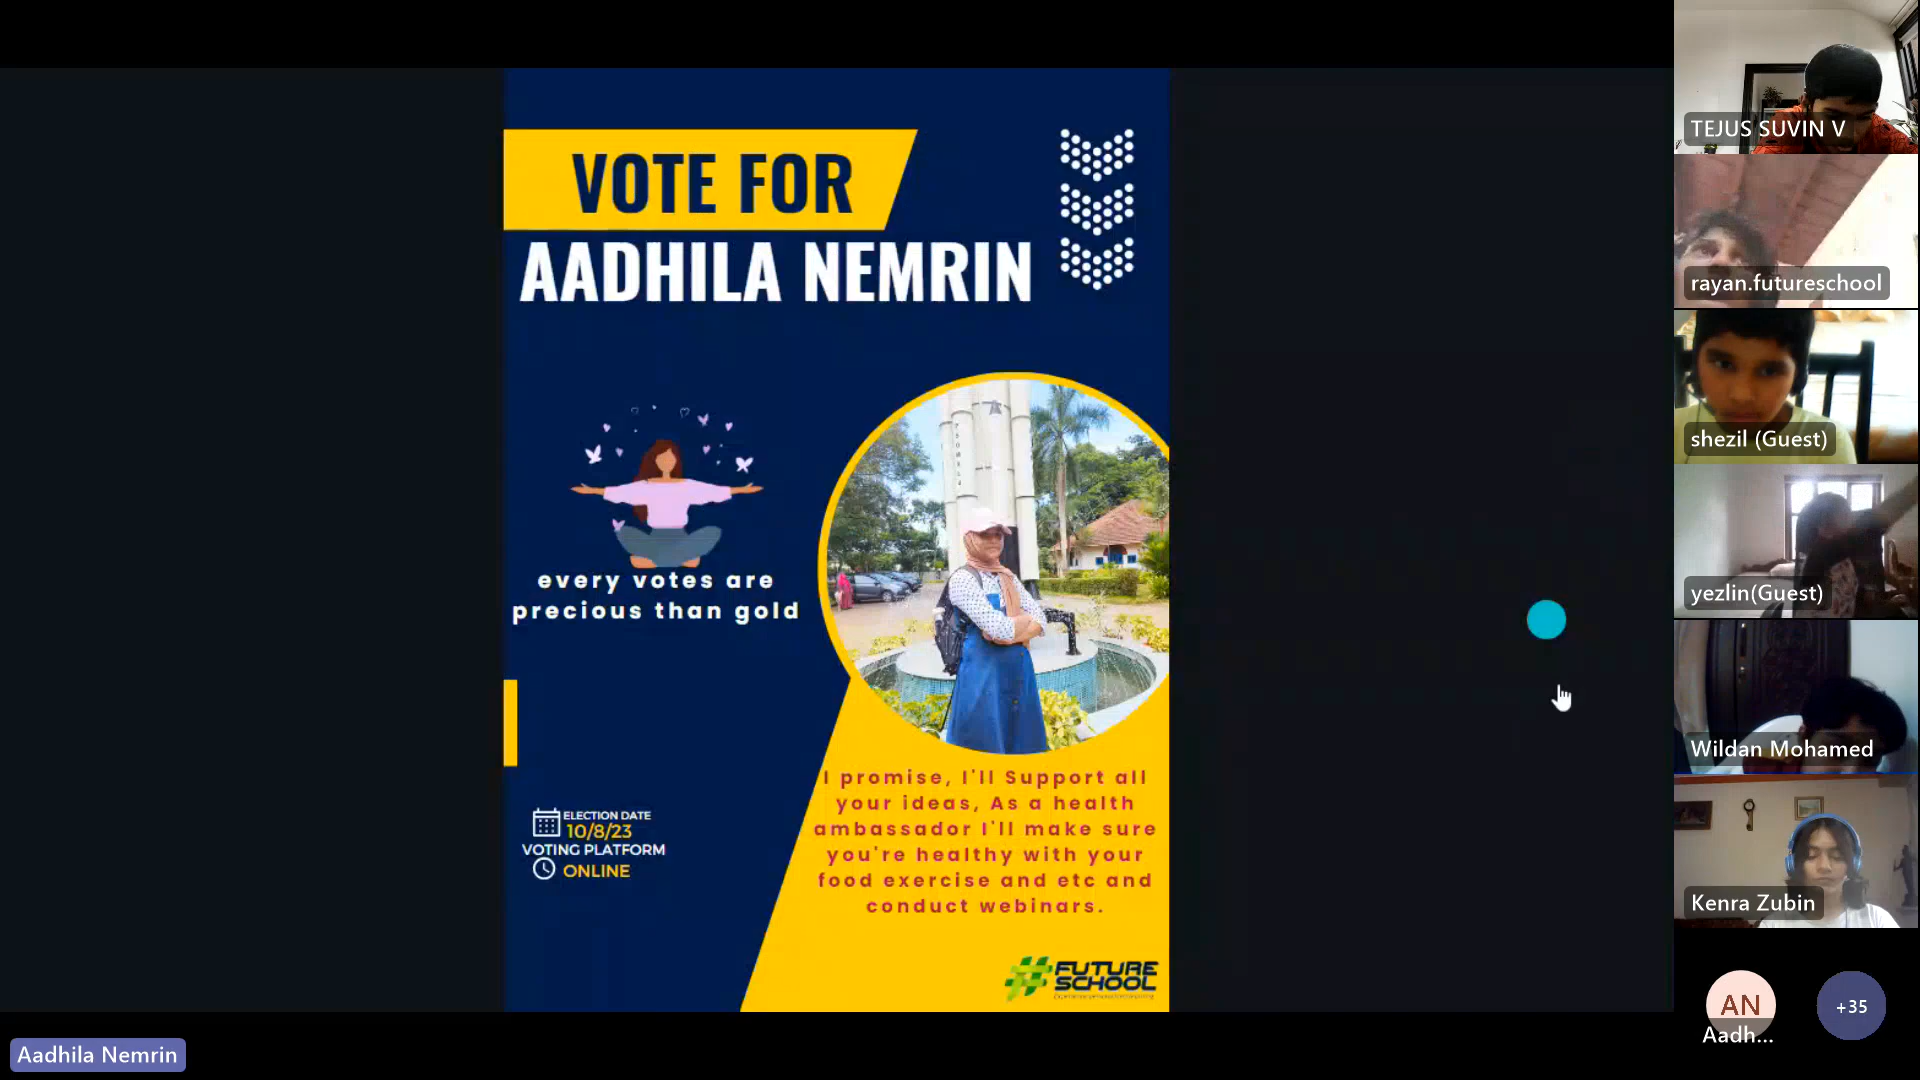 VOTE FOR
AADHILA NEMRIN
every votes are
precious than gold
ELECTION DATE
10/8/23
VOTING PLATFORM
ONLINE
I promise, I'll Support all
your ideas, As a health
ambassador I'll make sure
you're healthy with your
food exercise and etc and
conduct webinars.
FUTURE
SCHOOL
TEJUS SUVIN V
rayan.futureschool
shezil (Guest)
yezlin(Guest)
Wildan Mohamed
Kenra Zubin
AN
Aadh...
+35
Aadhila Nemrin